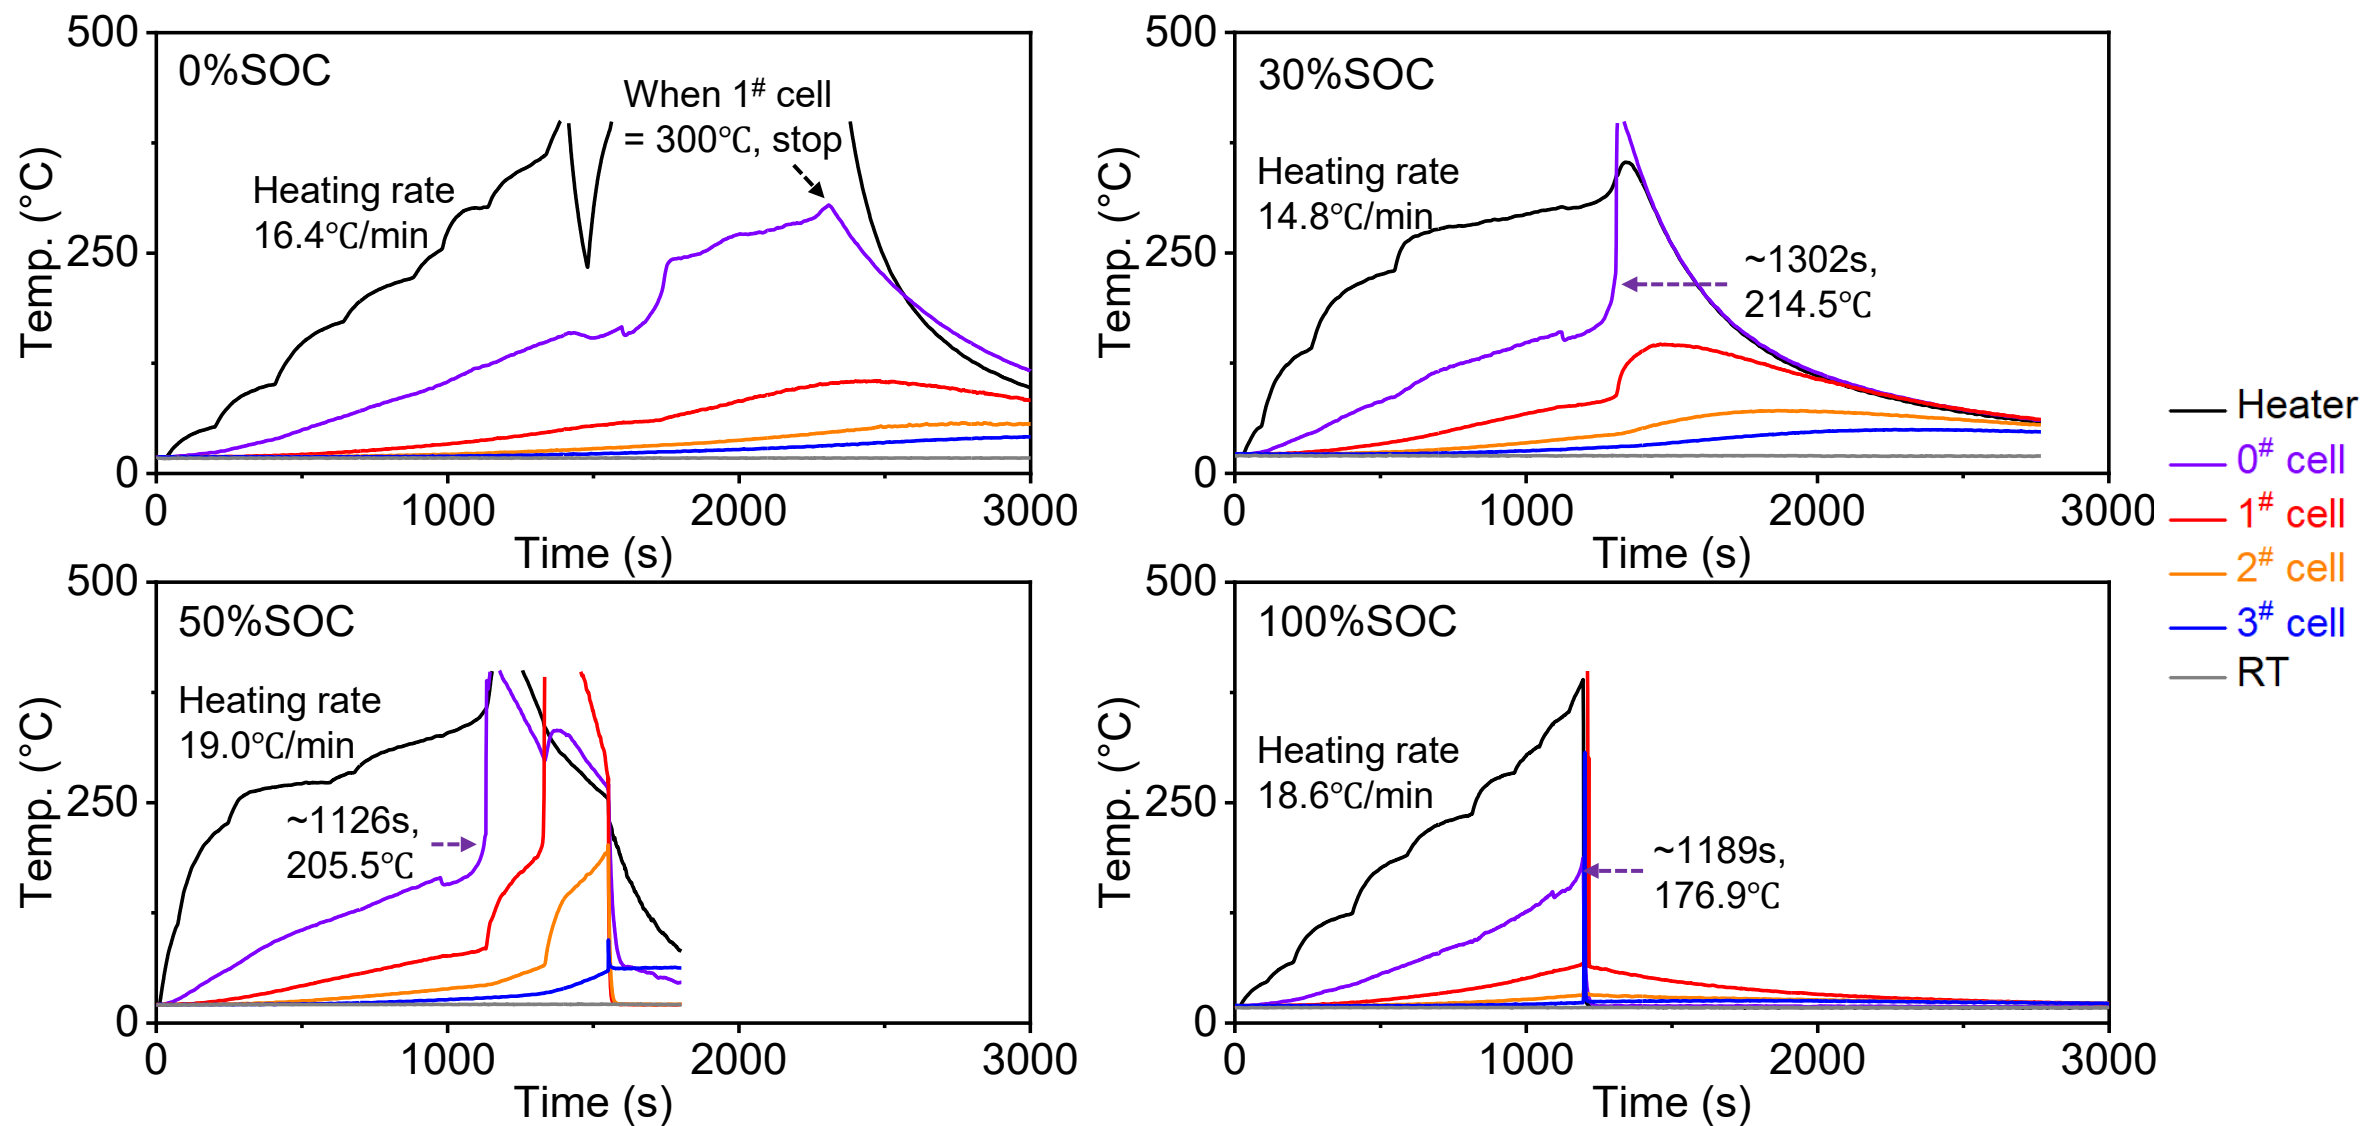 500
250
0
Temp. (°C)
0%SOC
Heating rate
16.4℃/min
When 1# cell
= 300℃, stop
0 1000 2000 3000
Time (s)
500
250
0
Temp. (°C)
30%SOC
Heating rate
14.8℃/min
~1302s,
214.5℃
0 1000 2000 3000
Time (s)
500
250
0
Temp. (°C)
50%SOC
Heating rate
19.0℃/min
~1126s,
205.5℃
0 1000 2000 3000
Time (s)
500
250
0
Temp. (°C)
100%SOC
Heating rate
18.6℃/min
~1189s,
176.9℃
0 1000 2000 3000
Time (s)
Heater
0# cell
1# cell
2# cell
3# cell
RT